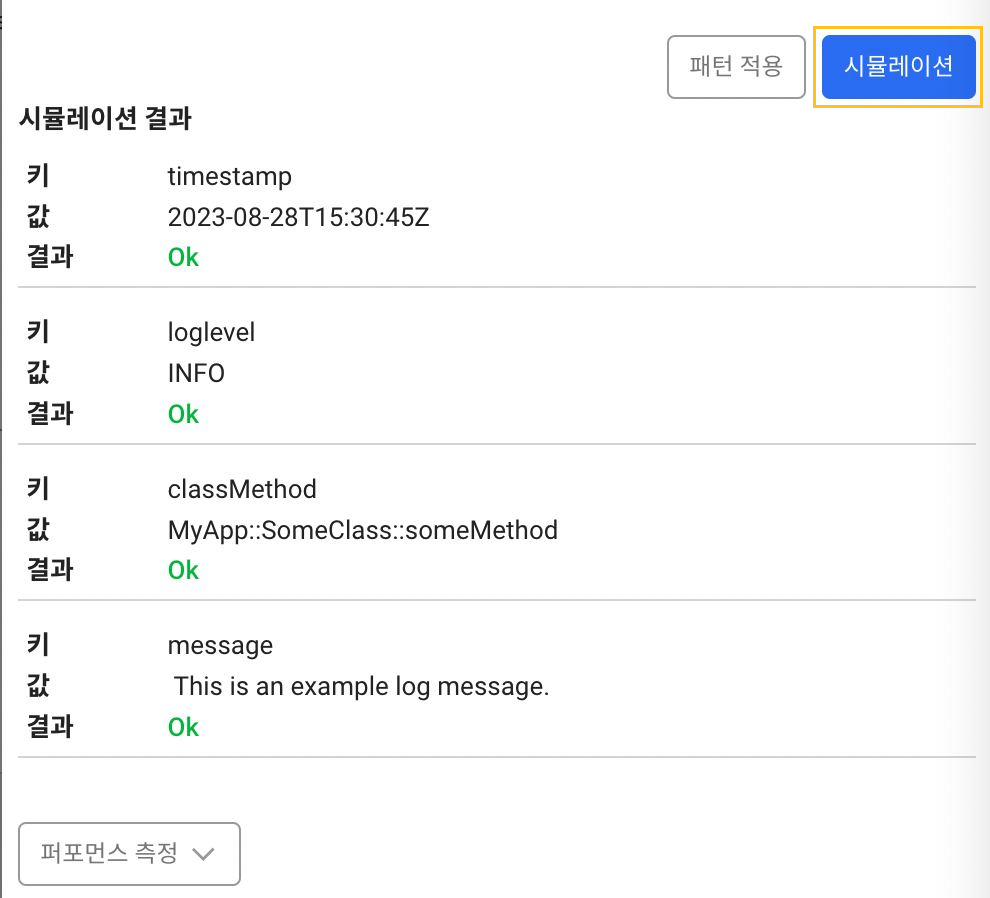 패턴 적용 시뮬레이션
시뮬레이션 결과
키 timestamp
값 2023-08-28T15:30:45Z
결과 Ok
키 loglevel
값 INFO
결과 Ok
키 classMethod
값 MyApp::SomeClass::someMethod
결과 Ok
키 message
값 This is an example log message.
결과 Ok
퍼포먼스 측정